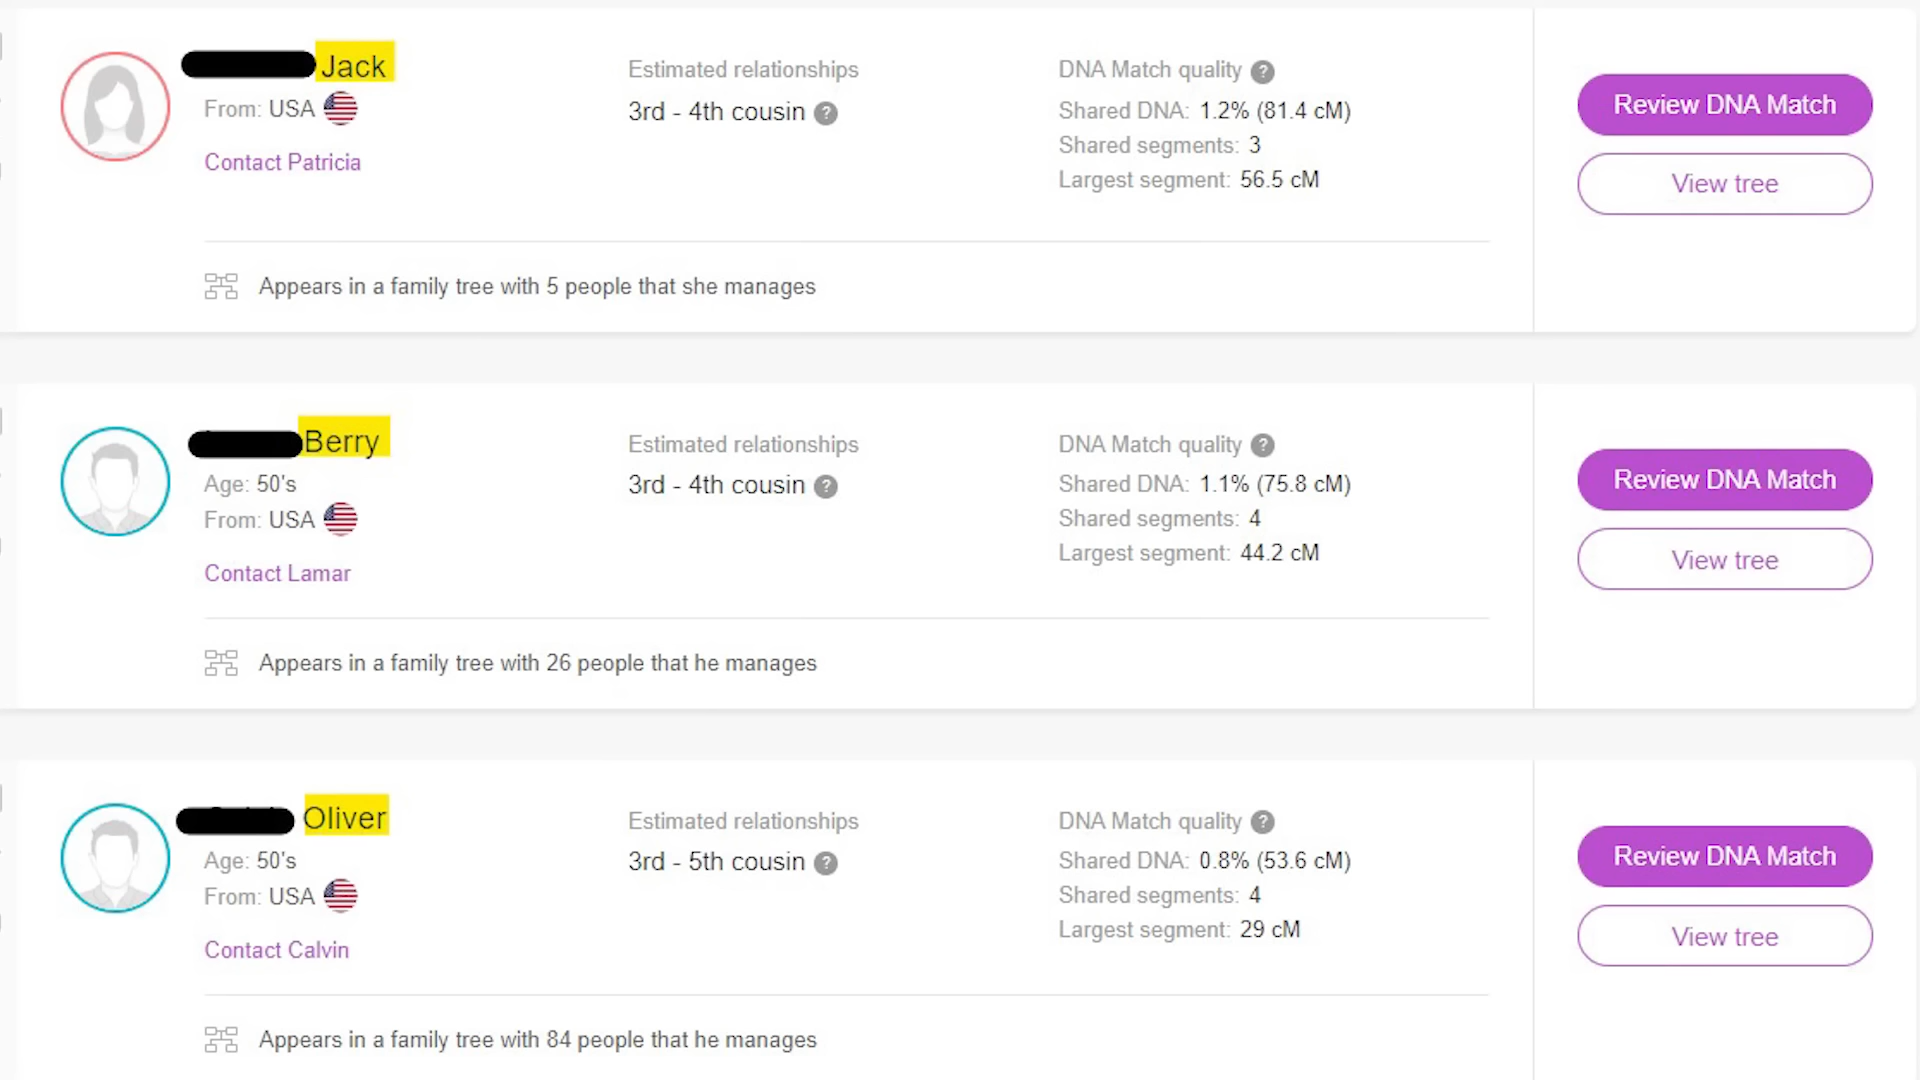 Jack
From: USA
Contact Patricia
Estimated relationships
3rd - 4th cousin ?
DNA Match quality ?
Shared DNA: 1.2% (81.4 cM)
Shared segments: 3
Largest segment: 56.5 cM
Review DNA Match
View tree
Appears in a family tree with 5 people that she manages
Berry
Age: 50's
From: USA
Contact Lamar
Estimated relationships
3rd - 4th cousin ?
DNA Match quality ?
Shared DNA: 1.1% (75.8 cM)
Shared segments: 4
Largest segment: 44.2 cM
Review DNA Match
View tree
Appears in a family tree with 26 people that he manages
Oliver
Age: 50's
From: USA
Contact Calvin
Estimated relationships
3rd - 5th cousin ?
DNA Match quality ?
Shared DNA: 0.8% (53.6 cM)
Shared segments: 4
Largest segment: 29 cM
Review DNA Match
View tree
Appears in a family tree with 84 people that he manages